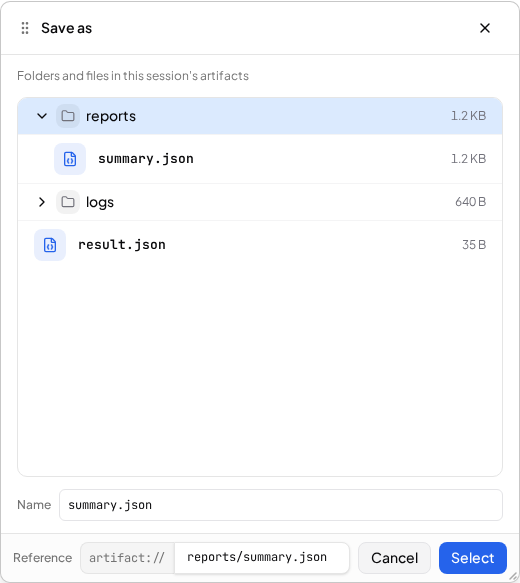 Save as
Folders and files in this session's artifacts
reports 1.2 KB
summary.json 1.2 KB
logs 640 B
result.json 35 B
Name summary.json
Reference artifact:// reports/summary.json Cancel Select